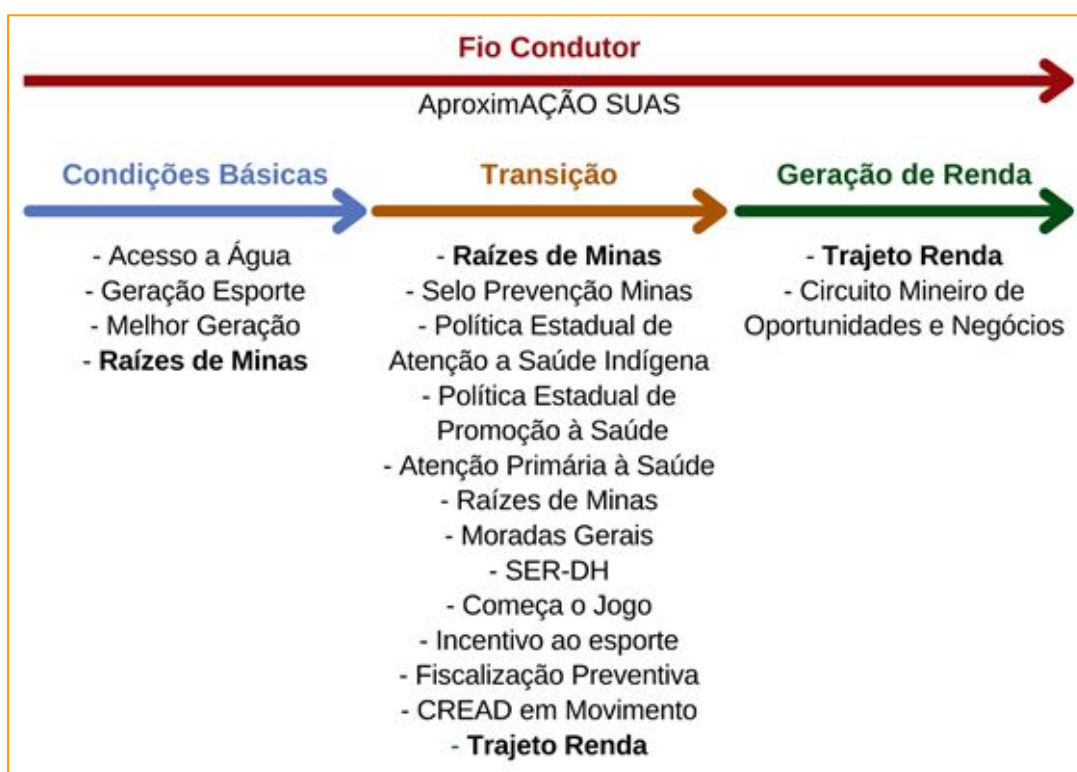 Fio Condutor
AproximAÇÃO SUAS
Condições Básicas
- Acesso a Água
- Geração Esporte
- Melhor Geração
- Raízes de Minas
Transição
- Raízes de Minas
- Selo Prevenção Minas
- Política Estadual de
Atenção a Saúde Indígena
- Política Estadual de
Promoção à Saúde
- Atenção Primária à Saúde
- Raízes de Minas
- Moradas Gerais
- SER-DH
- Começa o Jogo
- Incentivo ao esporte
- Fiscalização Preventiva
- CREAD em Movimento
- Trajeto Renda
Geração de Renda
- Trajeto Renda
- Circuito Mineiro de
Oportunidades e Negócios